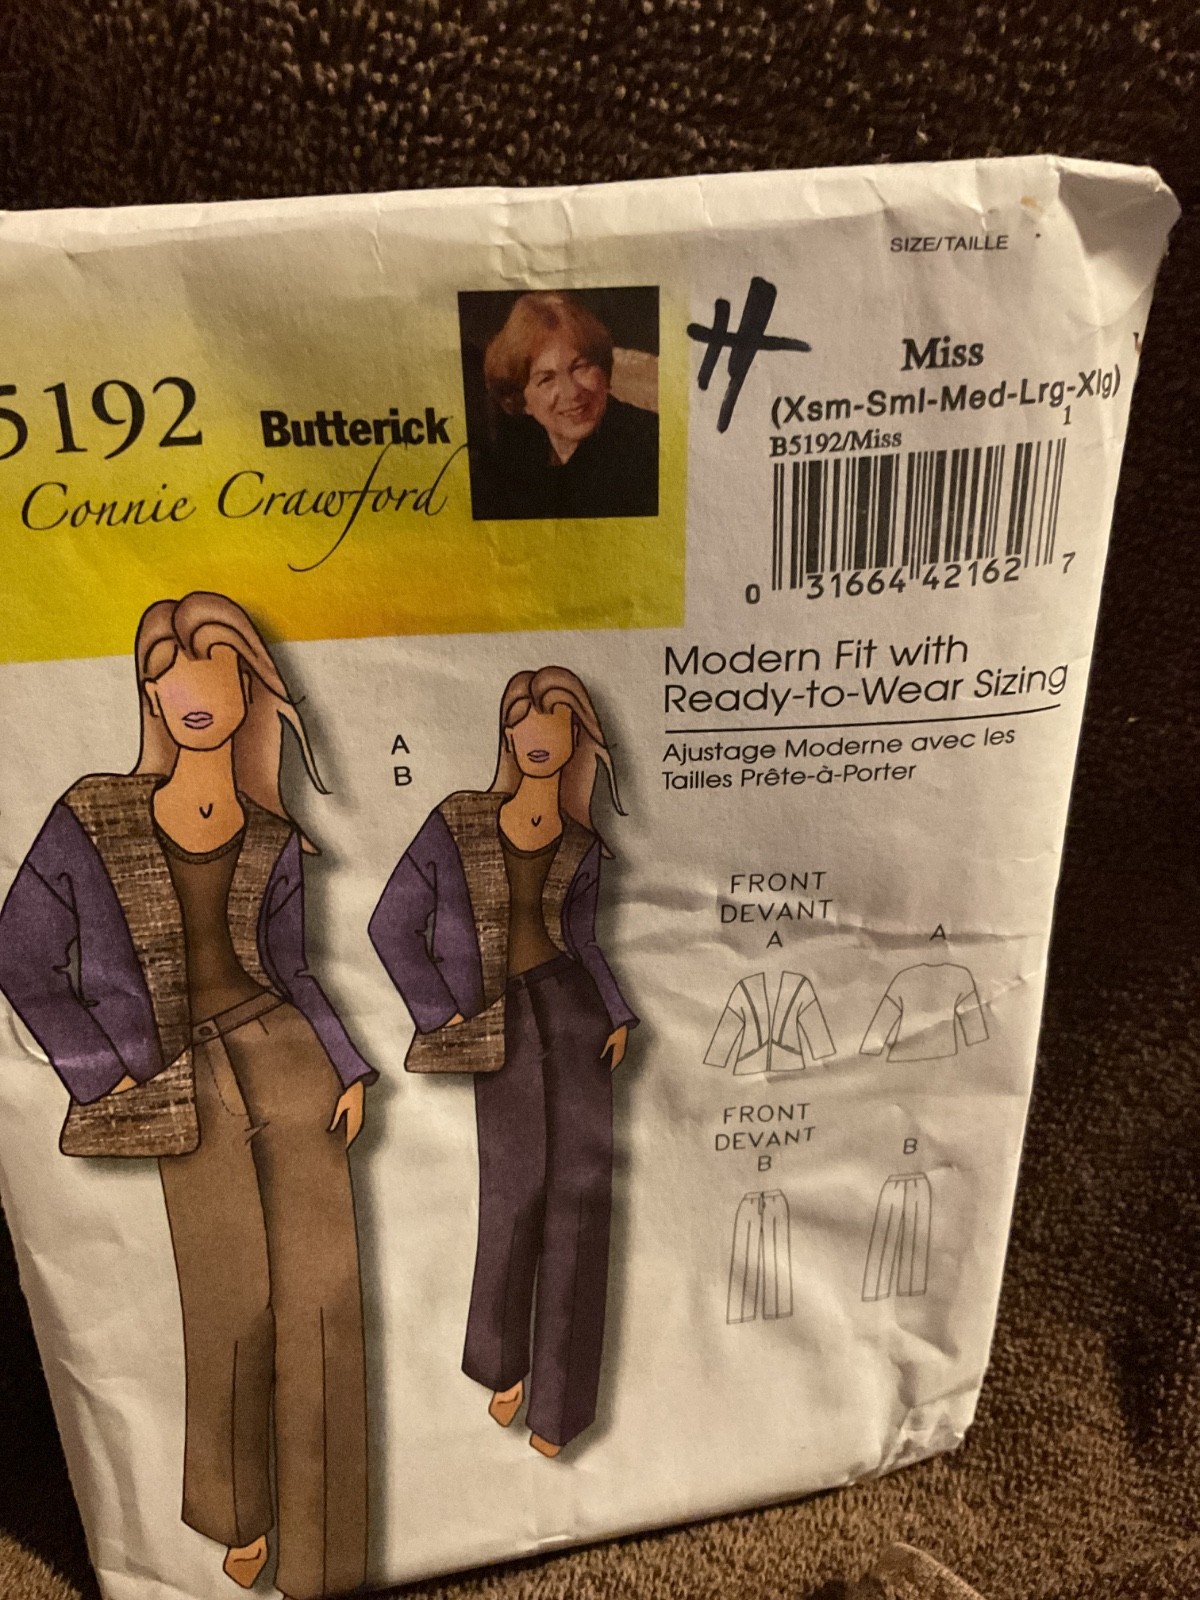 SIZE/TAILLE
H
Miss
(Xsm-Sml-Med-Lrg-Xlg)
5192
Butterick
B5192/Miss
1
Connie Crawford
0 31664 42162 7
Modern Fit with
Ready-to-Wear Sizing
Ajustage Moderne avec les
Tailles Prête-à-Porter
A
B
FRONT
DEVANT
A
A
FRONT
DEVANT
B
B